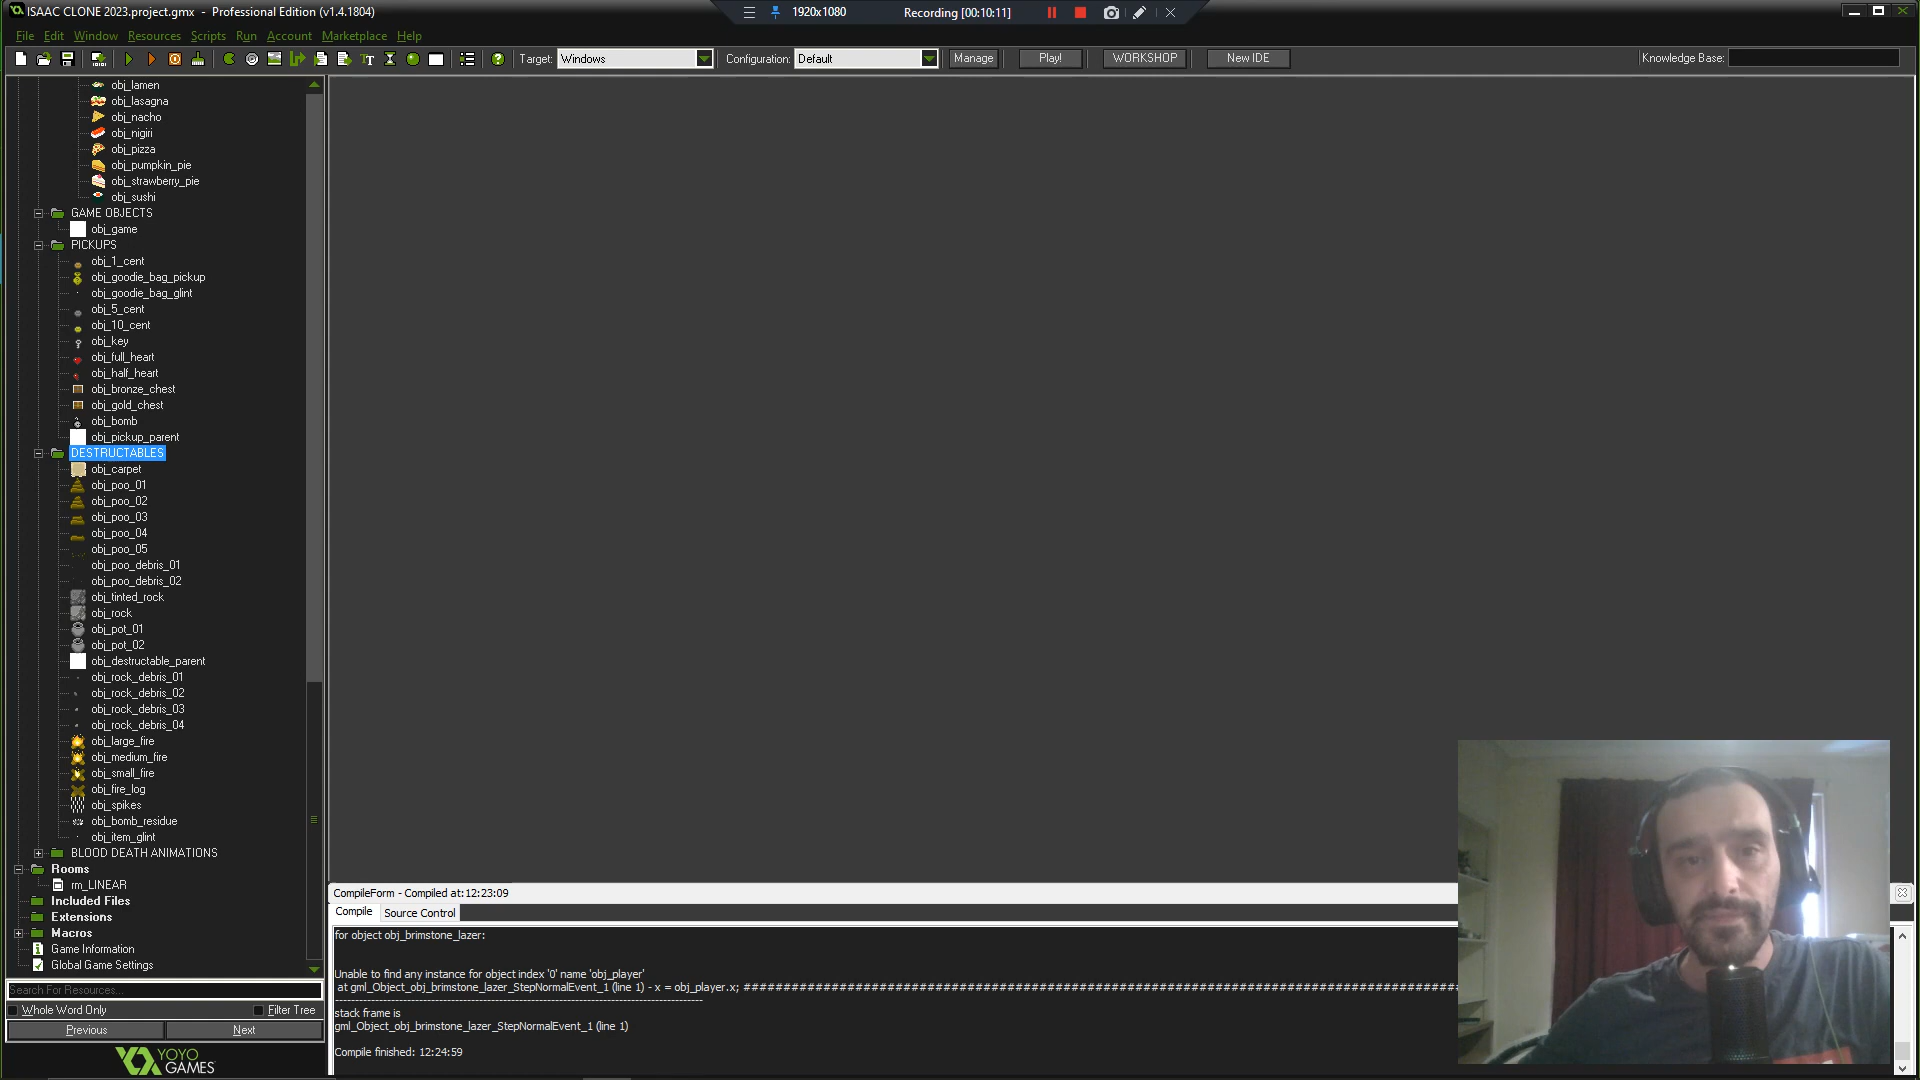 ISAAC CLONE 2023.project.gmx - Professional Edition (v1.4.1804)
1920x1080
Recording [00:10:11]
File Edit Window Resources Scripts Run Account Marketplace Help
Target: Windows
Configuration: Default
Manage
Play!
WORKSHOP
New IDE
Knowledge Base:
obj_lamen
obj_lasagna
obj_nacho
obj_nigiri
obj_pizza
obj_pumpkin_pie
obj_strawberry_pie
obj_sushi
GAME OBJECTS
obj_game
PICKUPS
obj_1_cent
obj_goodie_bag_pickup
obj_goodie_bag_glint
obj_5_cent
obj_10_cent
obj_key
obj_full_heart
obj_half_heart
obj_bronze_chest
obj_gold_chest
obj_bomb
obj_pickup_parent
DESTRUCTABLES
obj_carpet
obj_poo_01
obj_poo_02
obj_poo_03
obj_poo_04
obj_poo_05
obj_poo_debris_01
obj_poo_debris_02
obj_tinted_rock
obj_rock
obj_pot_01
obj_pot_02
obj_destructable_parent
obj_rock_debris_01
obj_rock_debris_02
obj_rock_debris_03
obj_rock_debris_04
obj_large_fire
obj_medium_fire
obj_small_fire
obj_fire_log
obj_spikes
obj_bomb_residue
obj_item_glint
BLOOD DEATH ANIMATIONS
Rooms
rm_LINEAR
Included Files
Extensions
Macros
Game Information
Global Game Settings
Search For Resources...
Whole Word Only
Filter Tree
Previous
Next
YOYO
GAMES
CompileForm - Compiled at:12:23:09
Compile
Source Control
for object obj_brimstone_lazer:
Unable to find any instance for object index '0' name 'obj_player'
at gml_Object_obj_brimstone_lazer_StepNormalEvent_1 (line 1) - x = obj_player.x; ####################################################################################################
--------------------------------------------------------------------------------------------
stack frame is
gml_Object_obj_brimstone_lazer_StepNormalEvent_1 (line 1)
Compile finished: 12:24:59